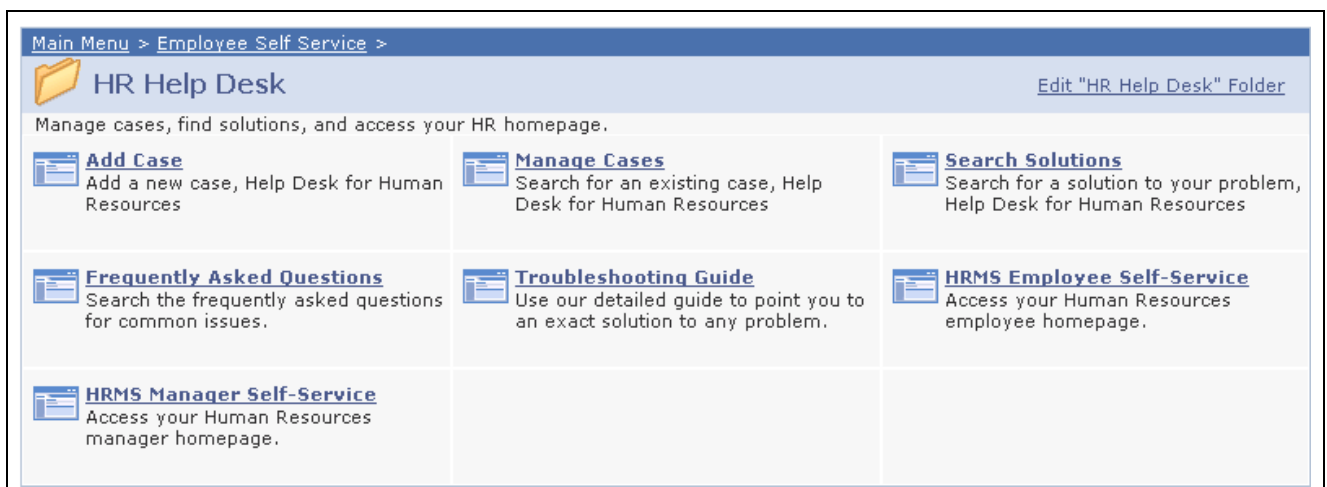 Main Menu > Employee Self Service >
HR Help Desk
Edit "HR Help Desk" Folder
Manage cases, find solutions, and access your HR homepage.
Add Case
Add a new case, Help Desk for Human
Resources
Manage Cases
Search for an existing case, Help
Desk for Human Resources
Search Solutions
Search for a solution to your problem,
Help Desk for Human Resources
Frequently Asked Questions
Search the frequently asked questions
for common issues.
Troubleshooting Guide
Use our detailed guide to point you to
an exact solution to any problem.
HRMS Employee Self-Service
Access your Human Resources
employee homepage.
HRMS Manager Self-Service
Access your Human Resources
manager homepage.